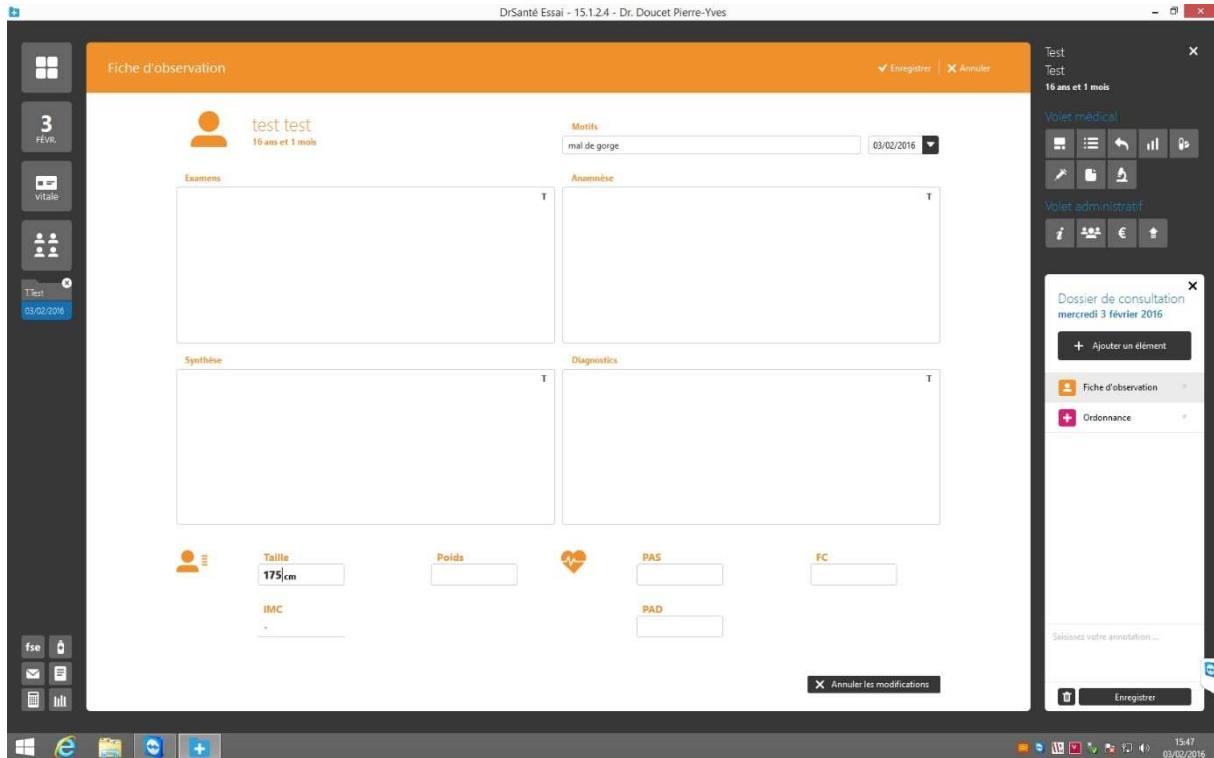 DrSanté Essai - 15.1.2.4 - Dr. Doucet Pierre-Yves
3
FÉVR.
vitale
TTest
03/02/2016
fse
Fiche d'observation
Enregistrer
Annuler
test test
16 ans et 1 mois
Motifs
mal de gorge
03/02/2016
Examens
T
Anamnèse
T
Synthèse
T
Diagnostics
T
Taille
175 cm
Poids
PAS
FC
IMC
-
PAD
Annuler les modifications
Test
Test
16 ans et 1 mois
Volet médical
Volet administratif
i
€
Dossier de consultation
mercredi 3 février 2016
+ Ajouter un élément
Fiche d'observation
Ordonnance
Saisissez votre annotation ...
Enregistrer
15:47
03/02/2016